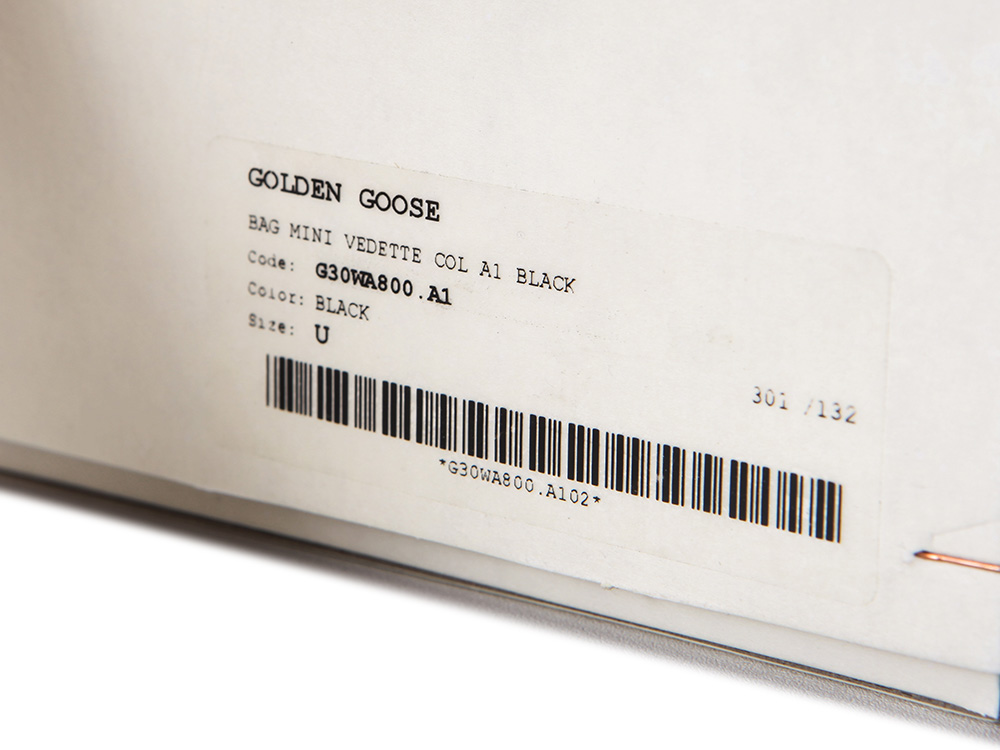 GOLDEN GOOSE
BAG MINI VEDETTE COL A1 BLACK
Code: G30WA800.A1
Color: BLACK
Size: U
301 /132
*G30WA800.A102*